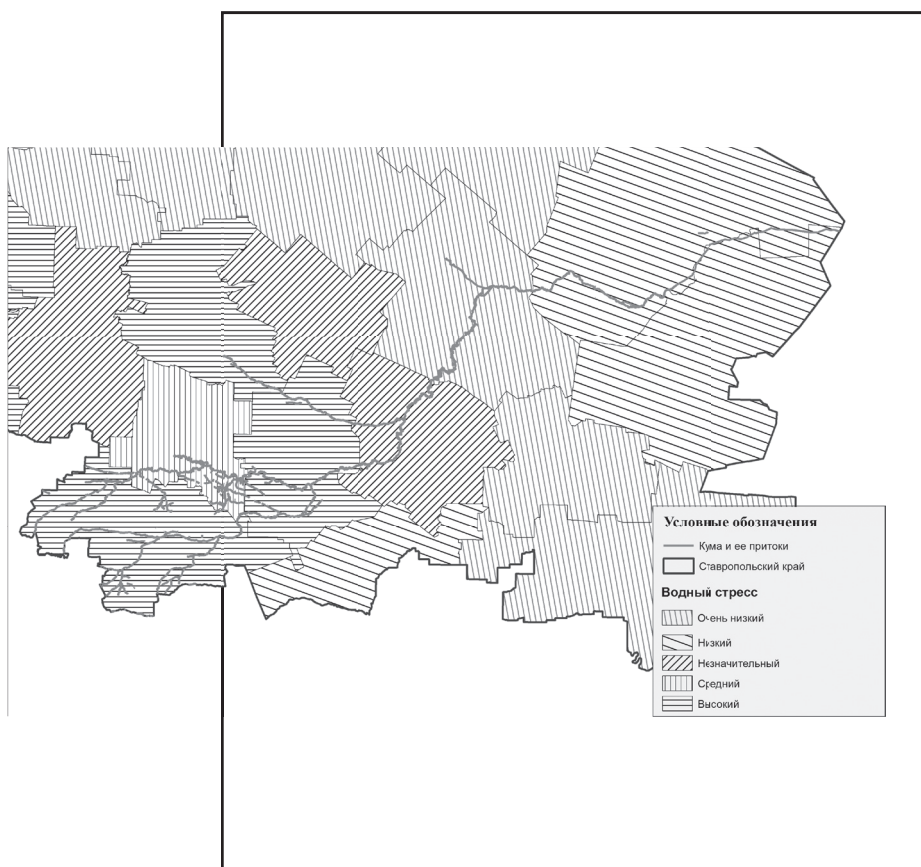 Условные обозначения
Кума и ее притоки
Ставропольский край
Водный стресс
Очень низкий
Низкий
Незначительный
Средний
Высокий